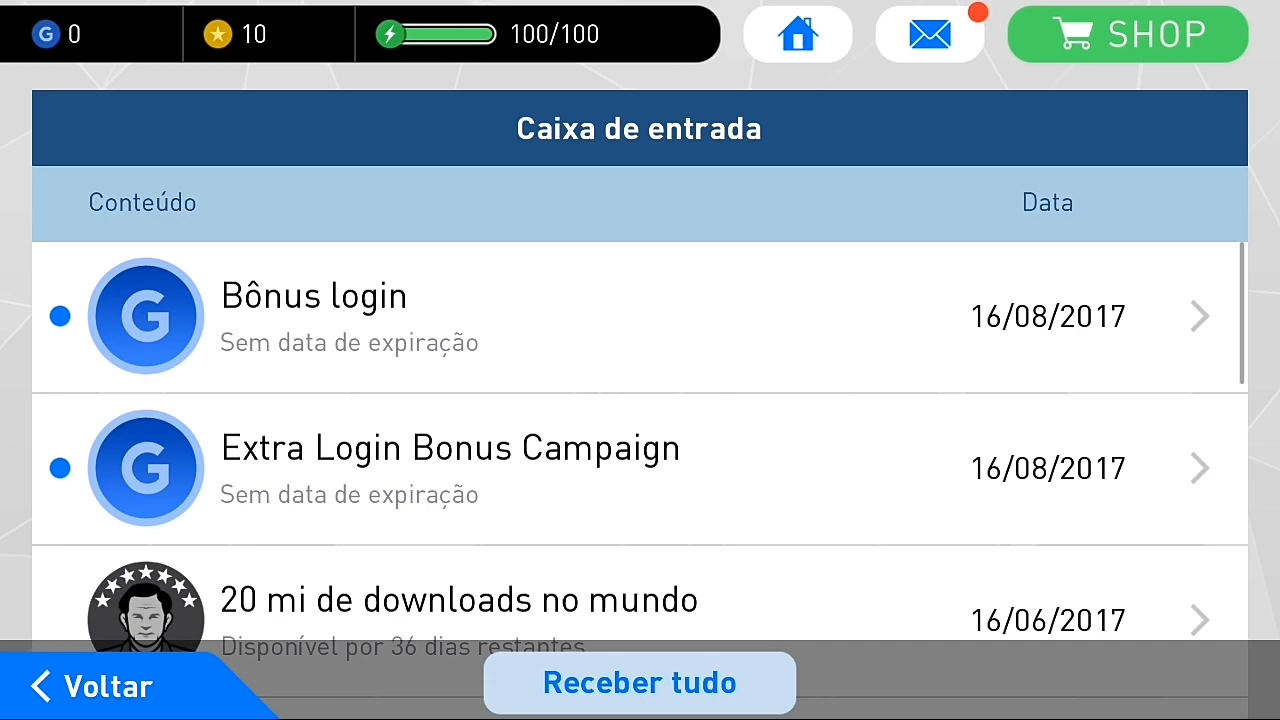 G 0
10
100/100
SHOP
Caixa de entrada
Conteúdo
Data
G
Bônus login
Sem data de expiração
16/08/2017
G
Extra Login Bonus Campaign
Sem data de expiração
16/08/2017
20 mi de downloads no mundo
Disponível por 36 dias restantes
16/06/2017
Voltar
Receber tudo